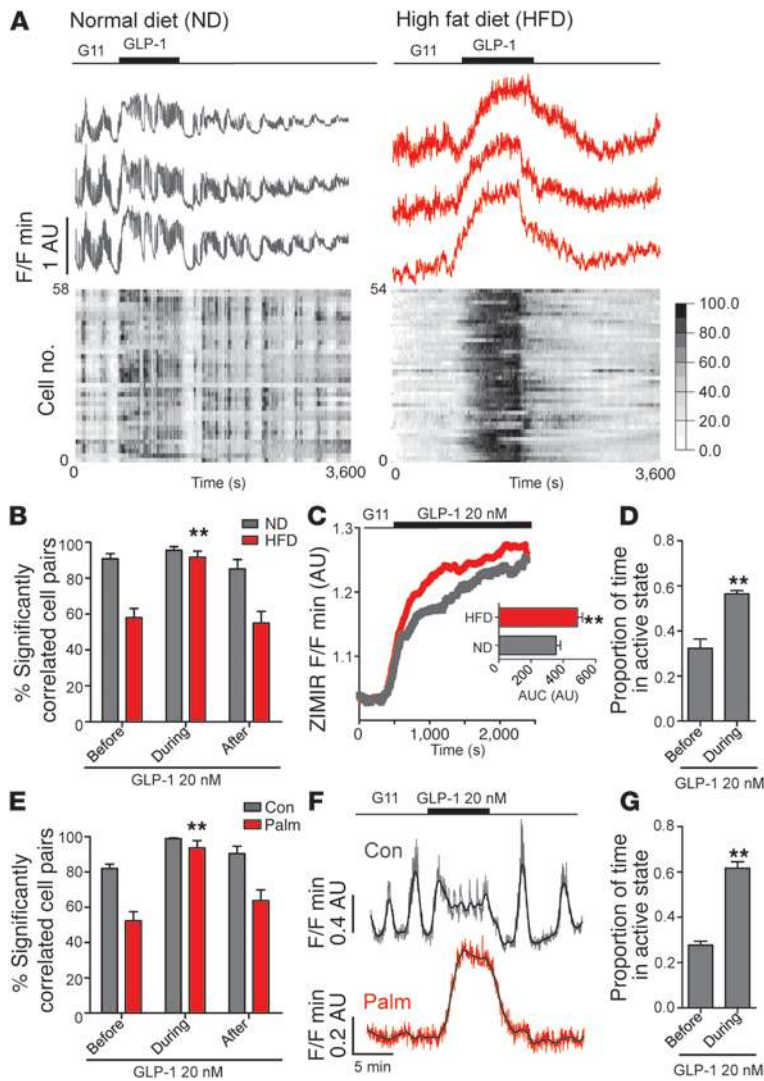 A
Normal diet (ND)
High fat diet (HFD)
G11
GLP-1
G11
GLP-1
F/F min
1 AU
58
Cell no.
0
0
Time (s)
3,600
54
0
0
Time (s)
3,600
100.0
80.0
60.0
40.0
20.0
0.0
B
% Significantly
correlated cell pairs
100
80
60
40
20
0
ND
HFD
**
Before
During
After
GLP-1 20 nM
C
G11
GLP-1 20 nM
ZIMIR F/F min (AU)
1.3
1.2
1.1
0
1,000
2,000
Time (s)
HFD
ND
**
0
200
400
600
AUC (AU)
D
Proportion of time
in active state
0.8
0.6
0.4
0.2
0.0
**
Before
During
GLP-1 20 nM
E
% Significantly
correlated cell pairs
100
80
60
40
20
0
Con
Palm
**
Before
During
After
GLP-1 20 nM
F
G11
GLP-1 20 nM
Con
F/F min
0.4 AU
Palm
F/F min
0.2 AU
5 min
G
Proportion of time
in active state
0.8
0.6
0.4
0.2
0.0
**
Before
During
GLP-1 20 nM